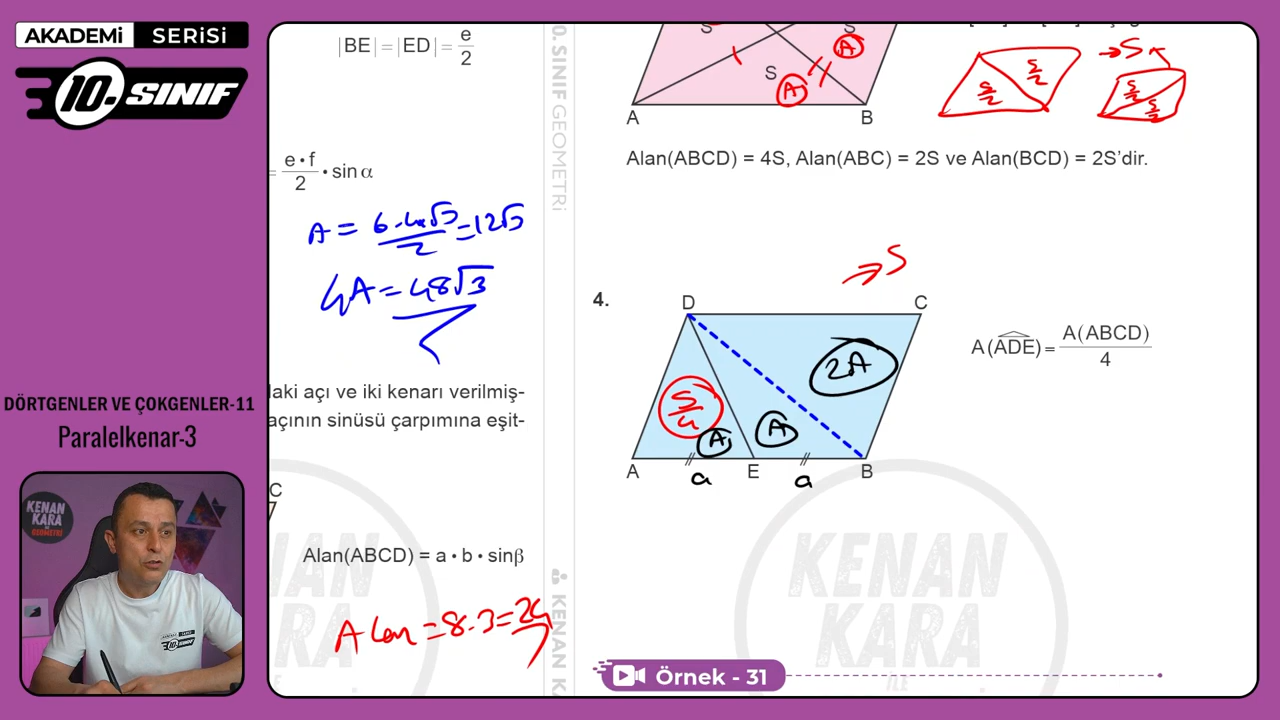 AKADEMİ SERİSİ
10. SINIF
DÖRTGENLER VE ÇOKGENLER-11
Paralelkenar-3
KENAN
KARA
GEOMETRİ
|BE| = |ED| = e/2
= e • f / 2 • sin α
A = 6.4√3 / 2 = 12√3
4A = 48√3
laki açı ve iki kenarı verilmiş-
açının sinüsü çarpımına eşit-
C
Alan(ABCD) = a • b • sinβ
Alan = 8.3 = 24
0. SINIF GEOMETRİ
KENAN K
S S
S
A
A
A B
S/2 S/2
S
S/2 S/2
Alan(ABCD) = 4S, Alan(ABC) = 2S ve Alan(BCD) = 2S’dir.
S
4.
D C
A(ADE) = A(ABCD) / 4
2A
S/4
A A
A E B
a a
KENAN
KARA
İLE
Örnek - 31